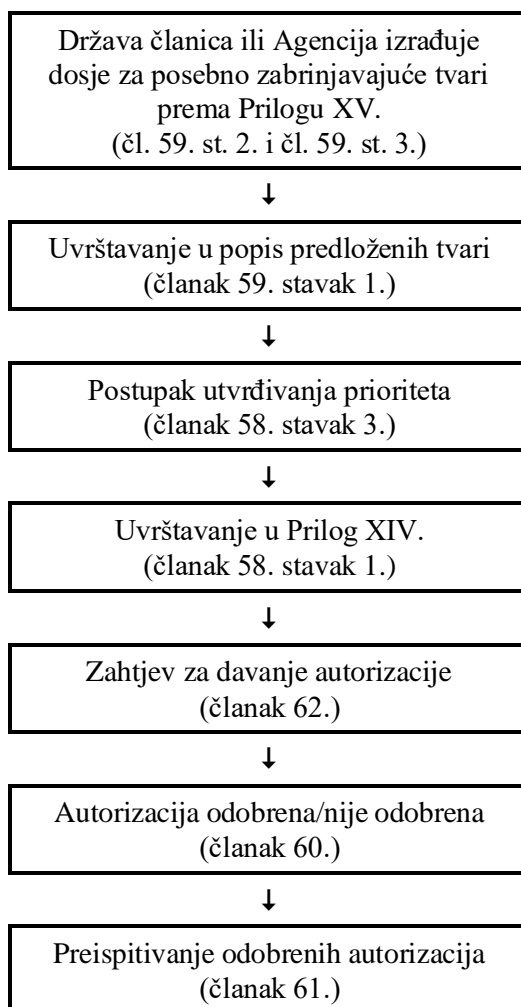 Država članica ili Agencija izrađuje
dosje za posebno zabrinjavajuće tvari
prema Prilogu XV.
(čl. 59. st. 2. i čl. 59. st. 3.)
↓
Uvrštavanje u popis predloženih tvari
(članak 59. stavak 1.)
↓
Postupak utvrđivanja prioriteta
(članak 58. stavak 3.)
↓
Uvrštavanje u Prilog XIV.
(članak 58. stavak 1.)
↓
Zahtjev za davanje autorizacije
(članak 62.)
↓
Autorizacija odobrena/nije odobrena
(članak 60.)
↓
Preispitivanje odobrenih autorizacija
(članak 61.)